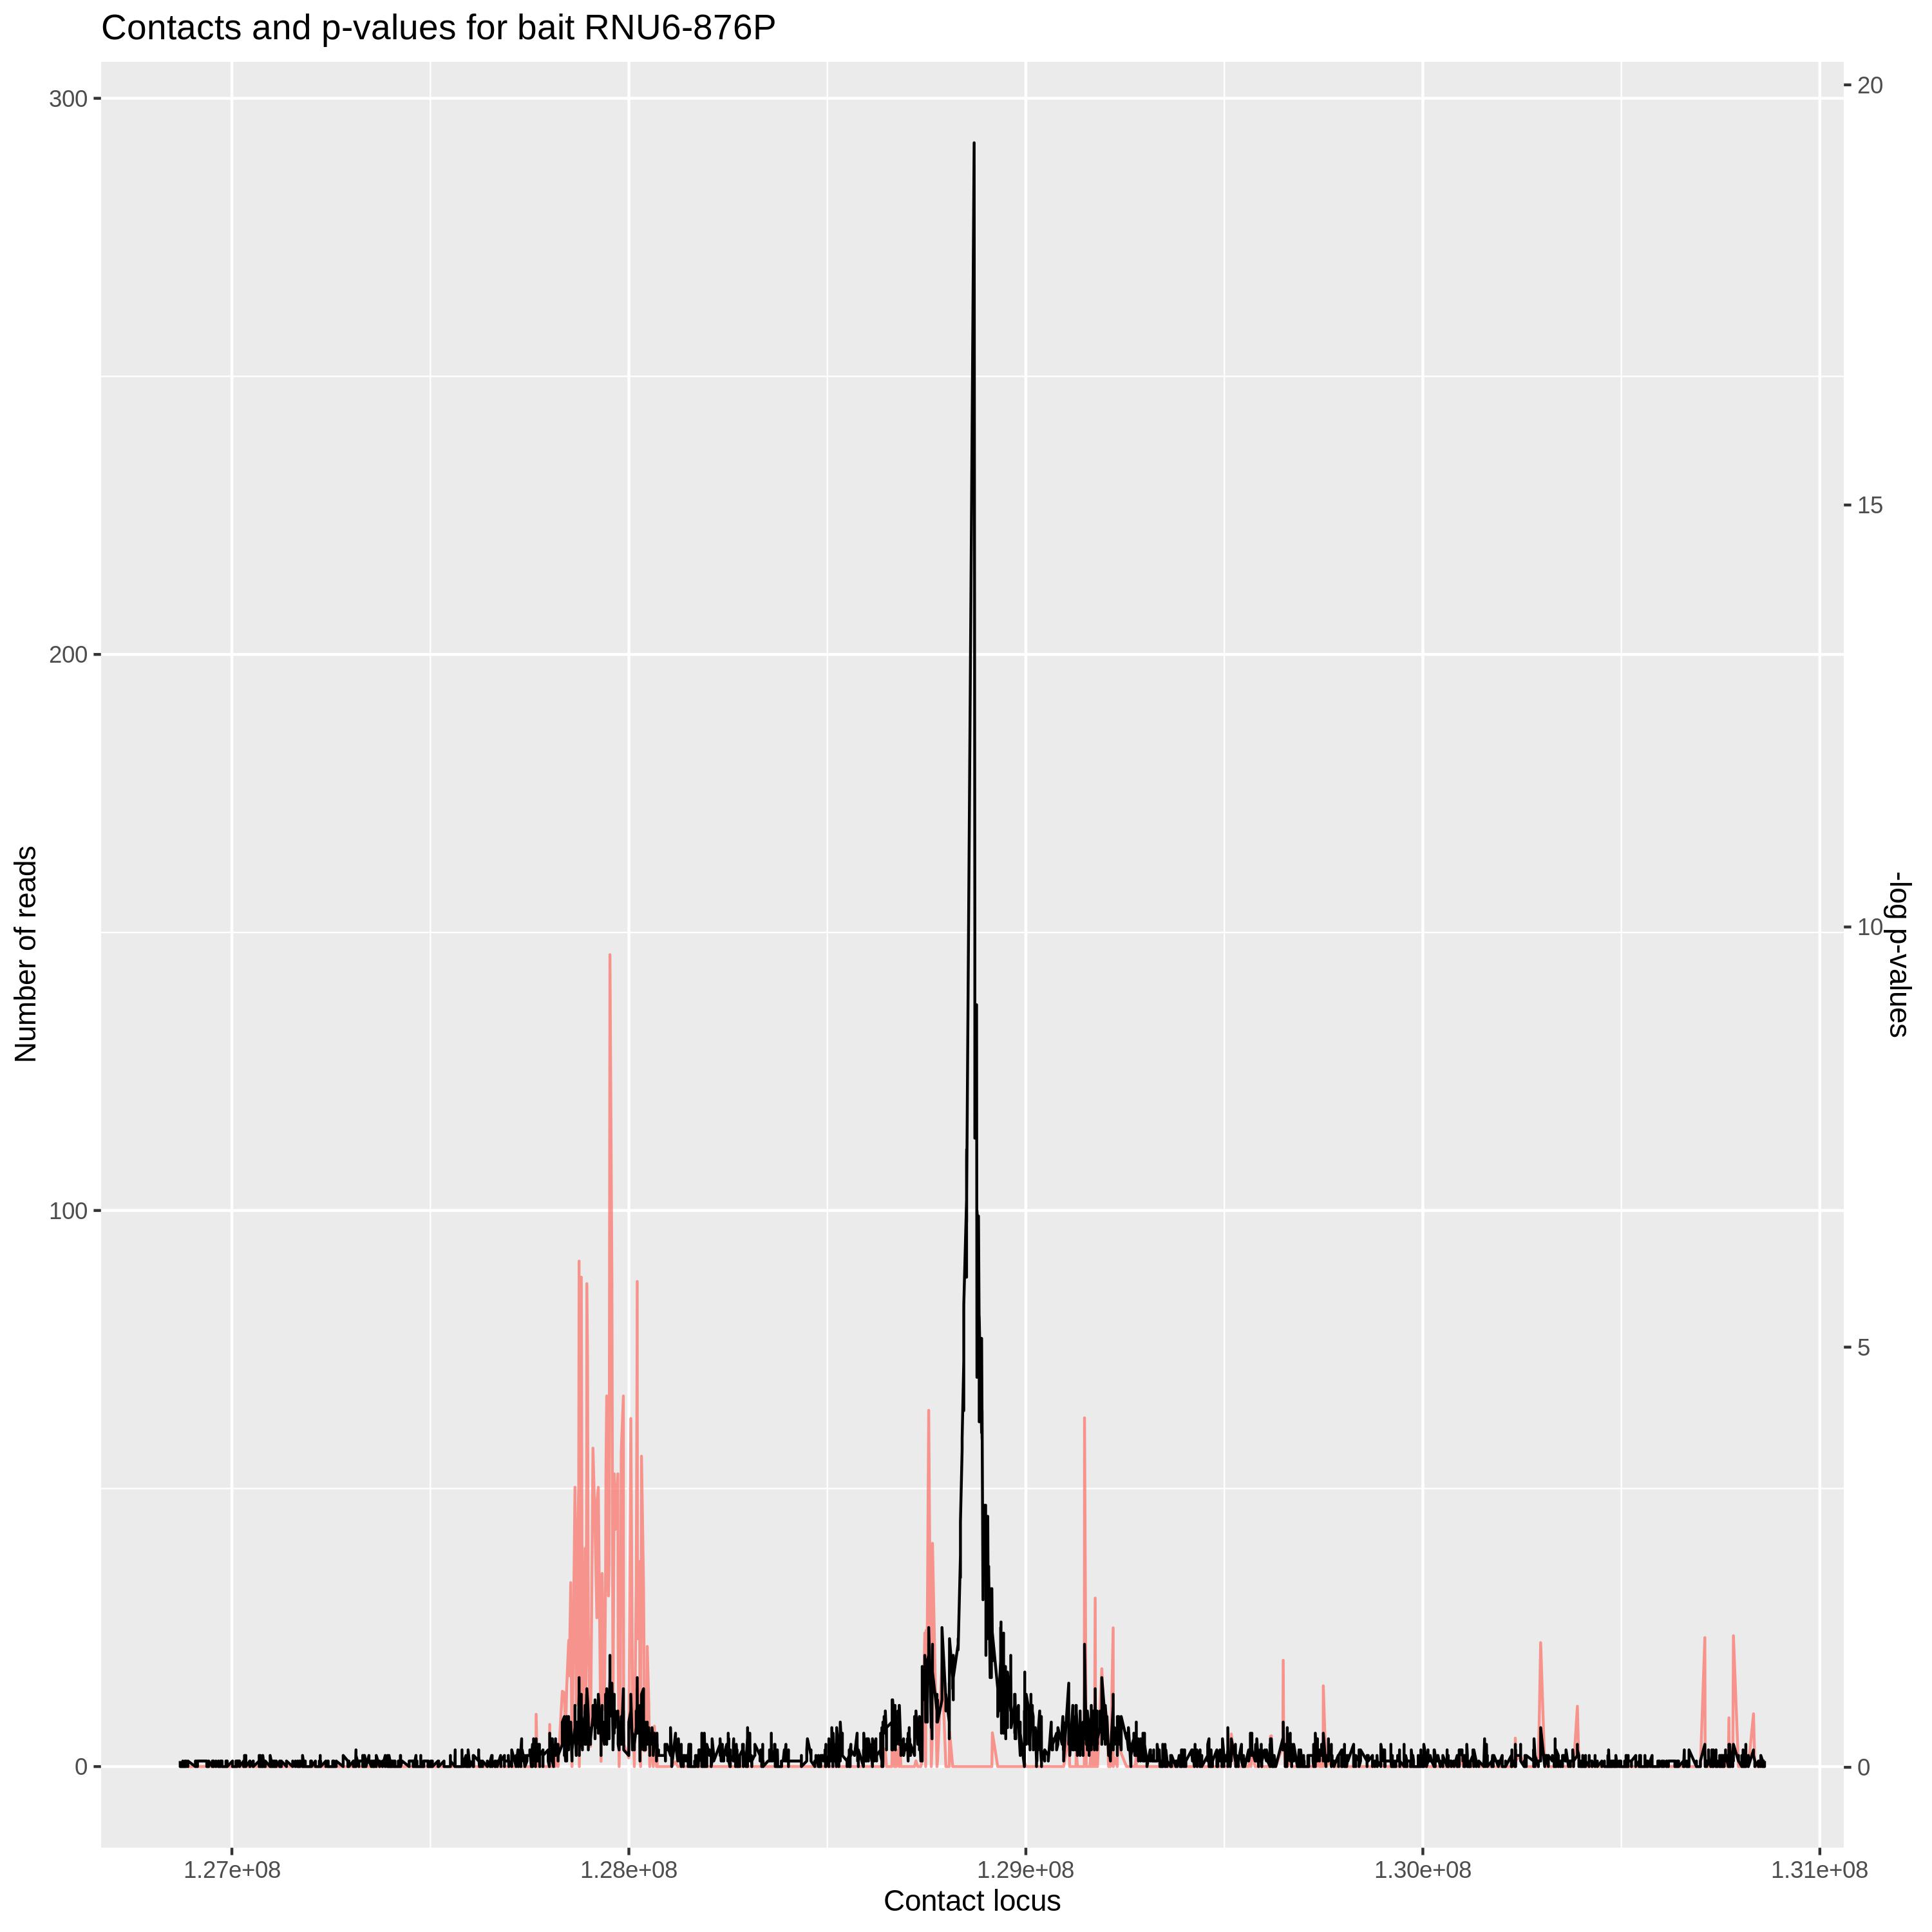 Contacts and p-values for bait RNU6-876P
300
200
100
0
Number of reads
20
15
10
5
0
-log p-values
1.27e+08
1.28e+08
1.29e+08
1.30e+08
1.31e+08
Contact locus